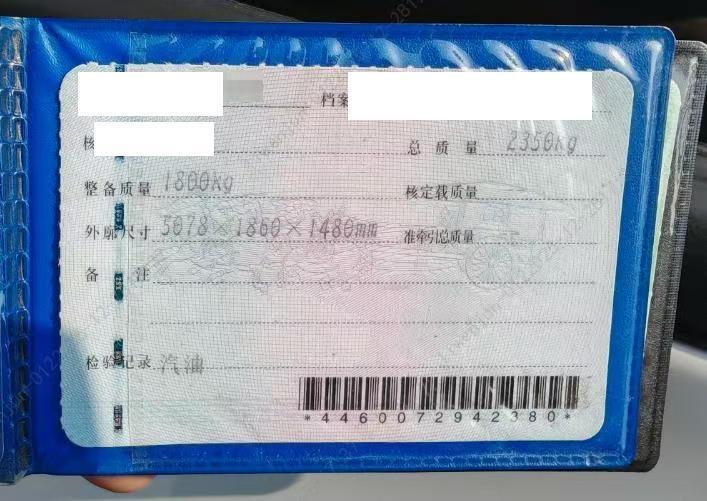 档案
核
总质量 2350kg
整备质量 1800kg
核定载质量
外廓尺寸 5078×1860×1480mm
准牵引总质量
备注
检验记录 汽油
*4460072942380*